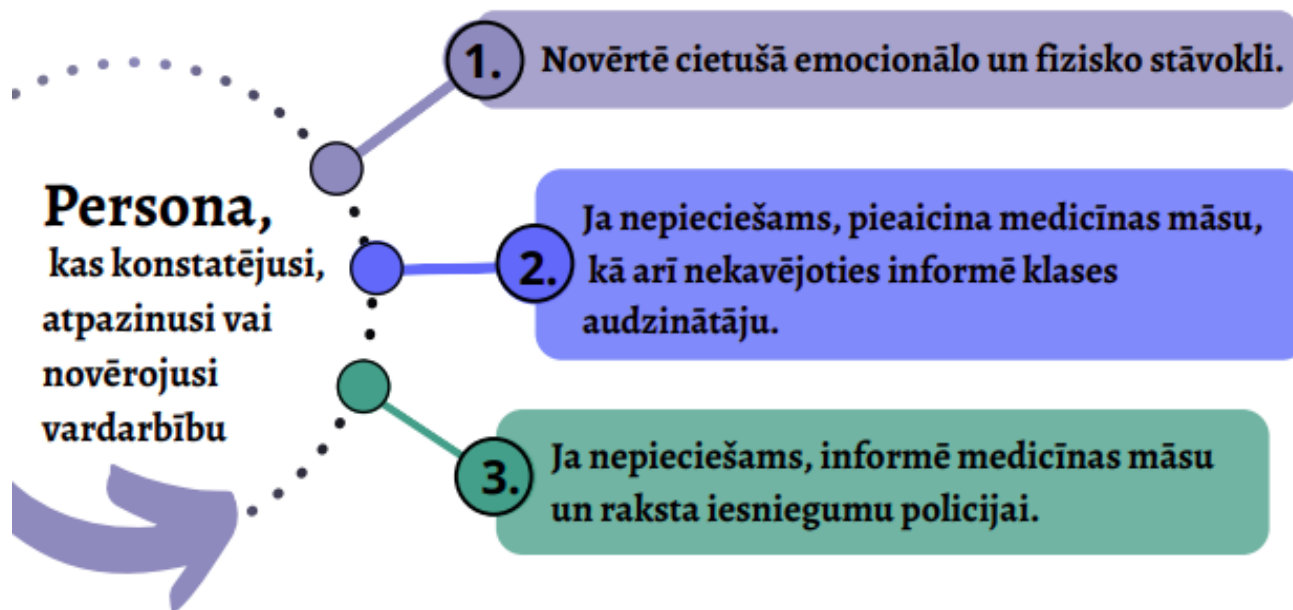 1. Novērtē cietušā emocionālo un fizisko stāvokli.
Persona,
kas konstatējusi,
atpazinusi vai
novērojusi
vardarbību
2. Ja nepieciešams, pieaicina medicīnas māsu,
kā arī nekavējoties informē klases
audzinātāju.
3. Ja nepieciešams, informē medicīnas māsu
un raksta iesniegumu policijai.